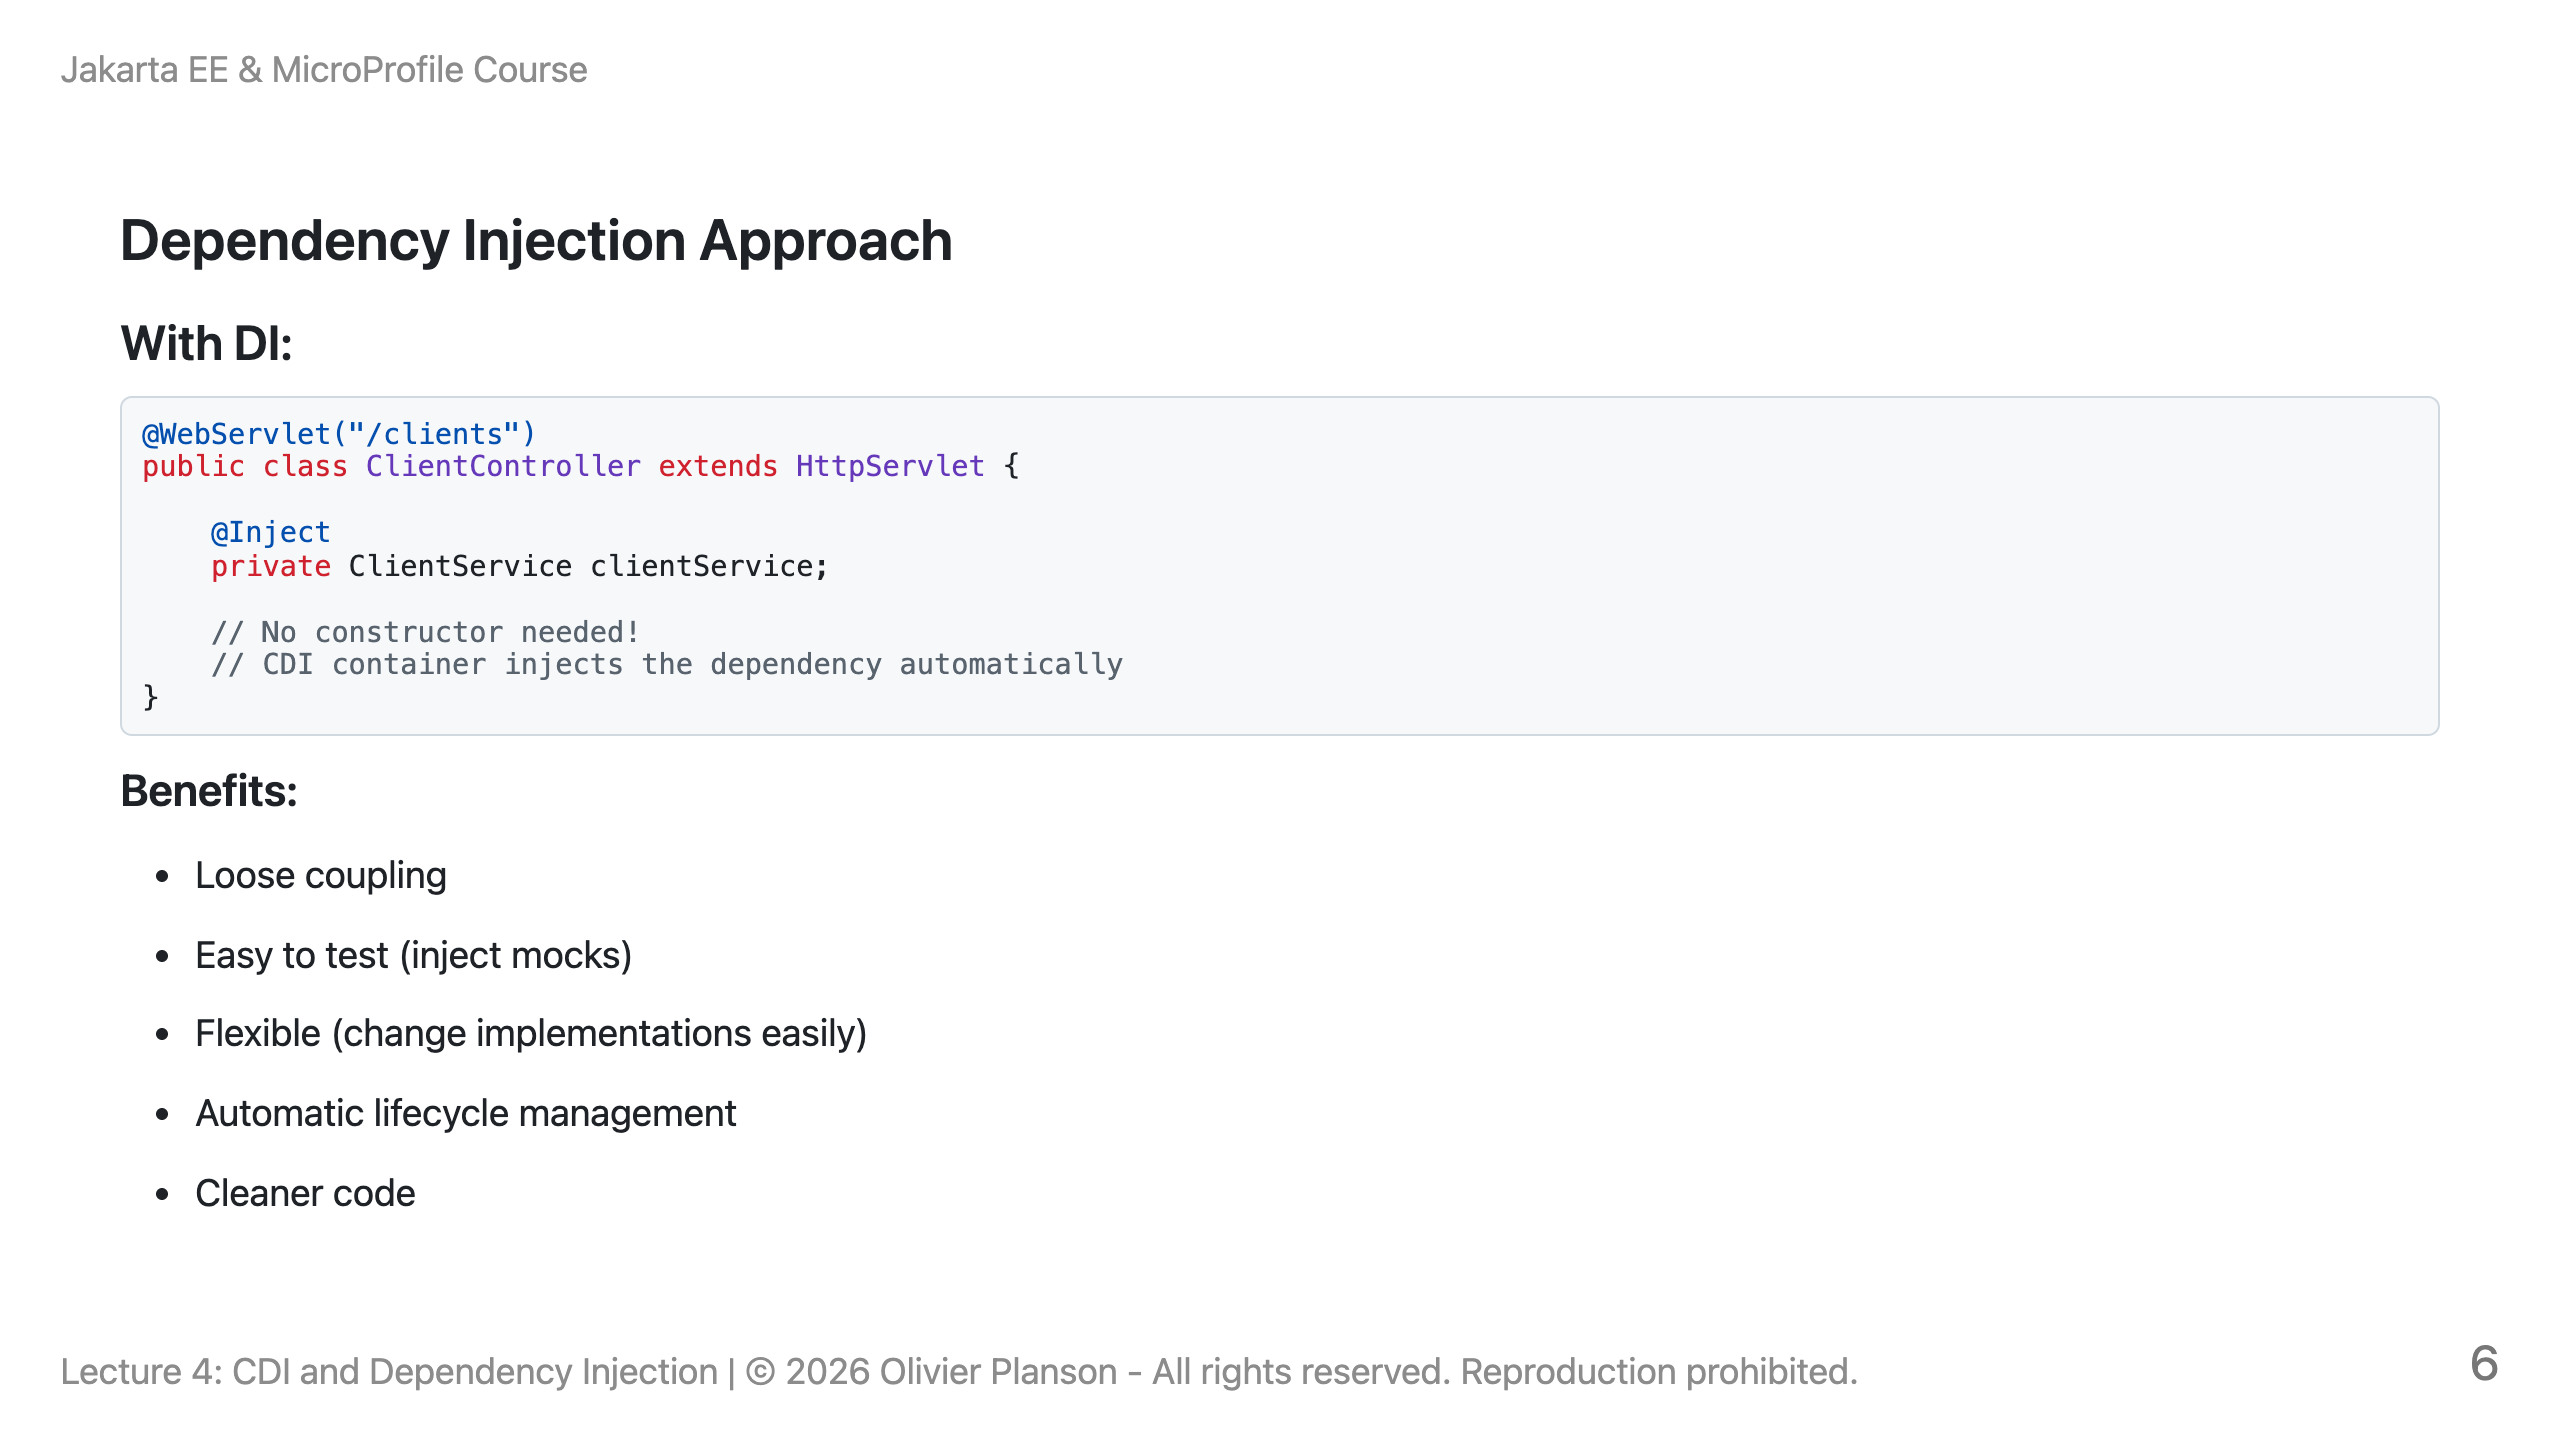 Jakarta EE & MicroProfile Course
Dependency Injection Approach
With DI:
@WebServlet("/clients")
public class ClientController extends HttpServlet {
    @Inject
    private ClientService clientService;
    // No constructor needed!
    // CDI container injects the dependency automatically
}
Benefits:
• Loose coupling
• Easy to test (inject mocks)
• Flexible (change implementations easily)
• Automatic lifecycle management
• Cleaner code
Lecture 4: CDI and Dependency Injection | © 2026 Olivier Planson - All rights reserved. Reproduction prohibited.
6